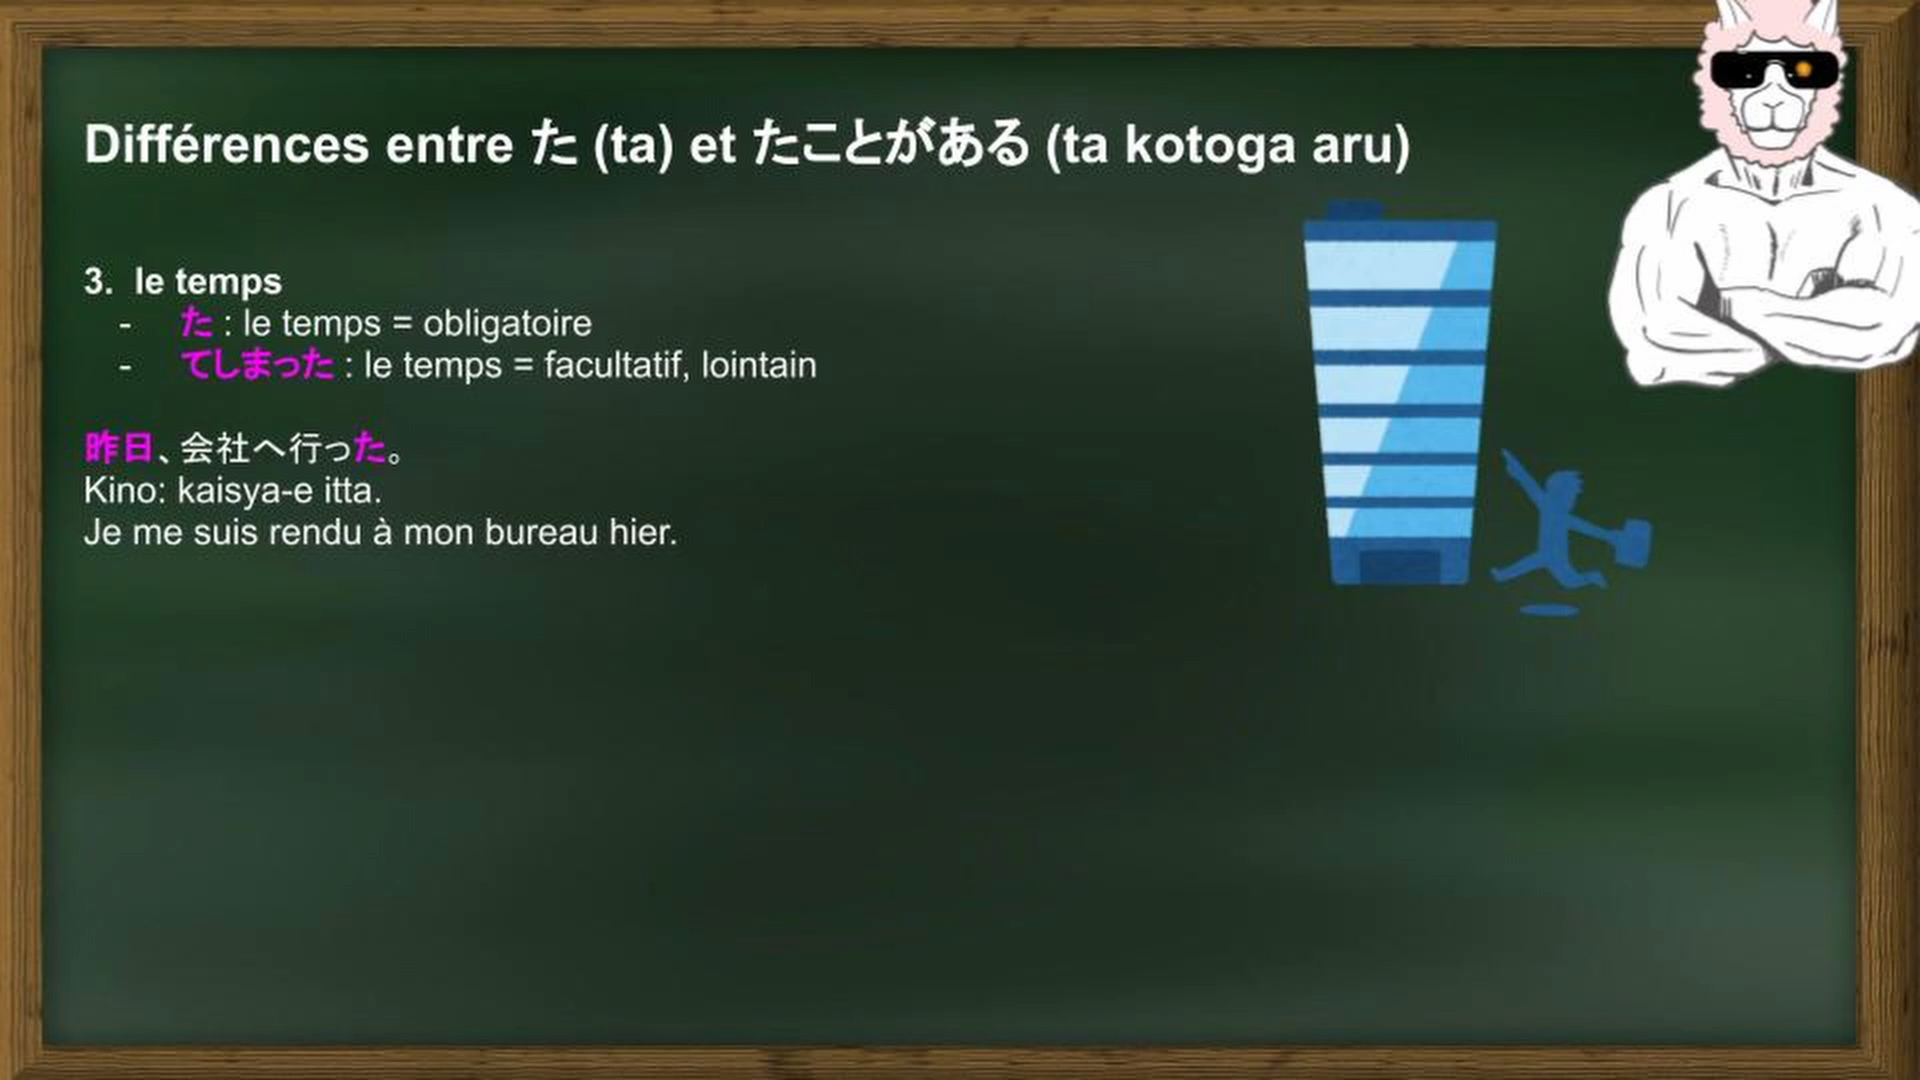 Différences entre た (ta) et たことがある (ta kotoga aru)
3. le temps
- た : le temps = obligatoire
- てしまった : le temps = facultatif, lointain
昨日、会社へ行った。
Kino: kaisya-e itta.
Je me suis rendu à mon bureau hier.